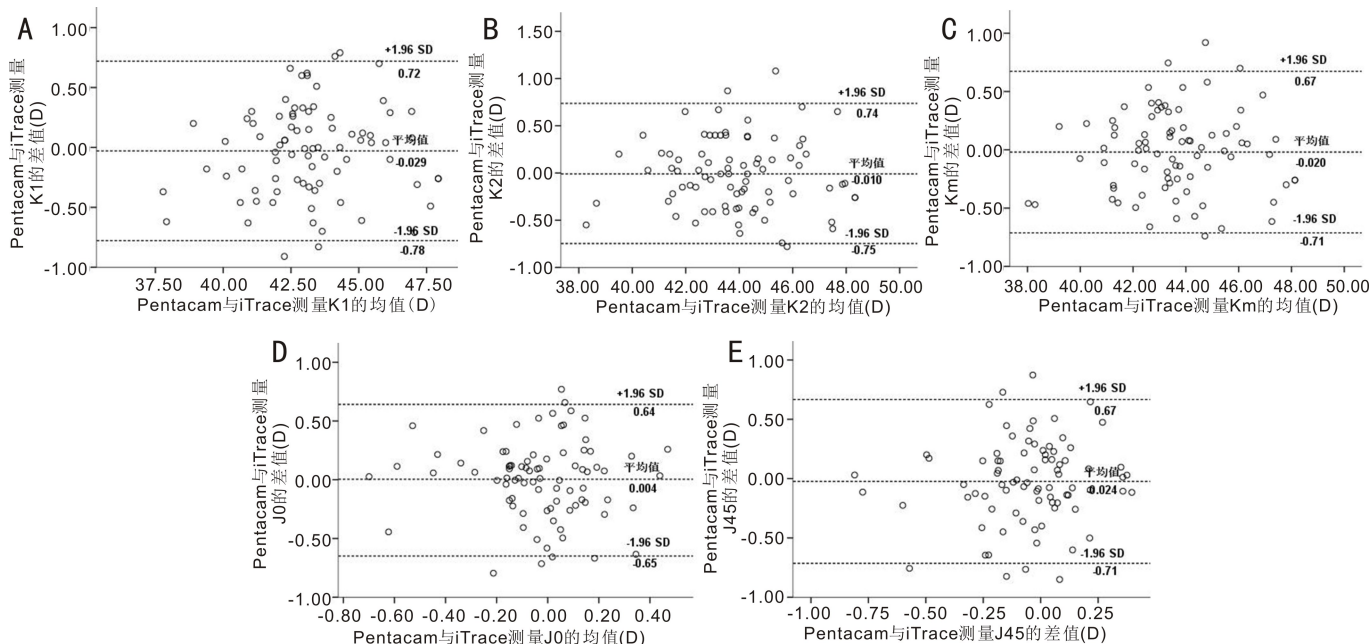 A
Pentacam与iTrace测量
K1的差值(D)
1.00
0.50
0.00
-0.50
-1.00
+1.96 SD
0.72
平均值
-0.029
-1.96 SD
-0.78
37.50 40.00 42.50 45.00 47.50
Pentacam与iTrace测量K1的均值(D)
B
Pentacam与iTrace测量
K2的差值(D)
1.50
1.00
0.50
0.00
-0.50
-1.00
+1.96 SD
0.74
平均值
-0.010
-1.96 SD
-0.75
38.00 40.00 42.00 44.00 46.00 48.00 50.00
Pentacam与iTrace测量K2的均值(D)
C
Pentacam与iTrace测量
Km的差值(D)
1.00
0.50
0.00
-0.50
-1.00
+1.96 SD
0.67
平均值
-0.020
-1.96 SD
-0.71
38.00 40.00 42.00 44.00 46.00 48.00 50.00
Pentacam与iTrace测量Km的均值(D)
D
Pentacam与iTrace测量
J0的差值(D)
1.00
0.50
0.00
-0.50
-1.00
+1.96 SD
0.64
平均值
0.004
-1.96 SD
-0.65
-0.80 -0.60 -0.40 -0.20 0.00 0.20 0.40
Pentacam与iTrace测量J0的均值(D)
E
Pentacam与iTrace测量
J45的差值(D)
1.00
0.50
0.00
-0.50
-1.00
+1.96 SD
0.67
平均值
-0.024
-1.96 SD
-0.71
-1.00 -0.75 -0.50 -0.25 0.00 0.25
Pentacam与iTrace测量J45的差值(D)